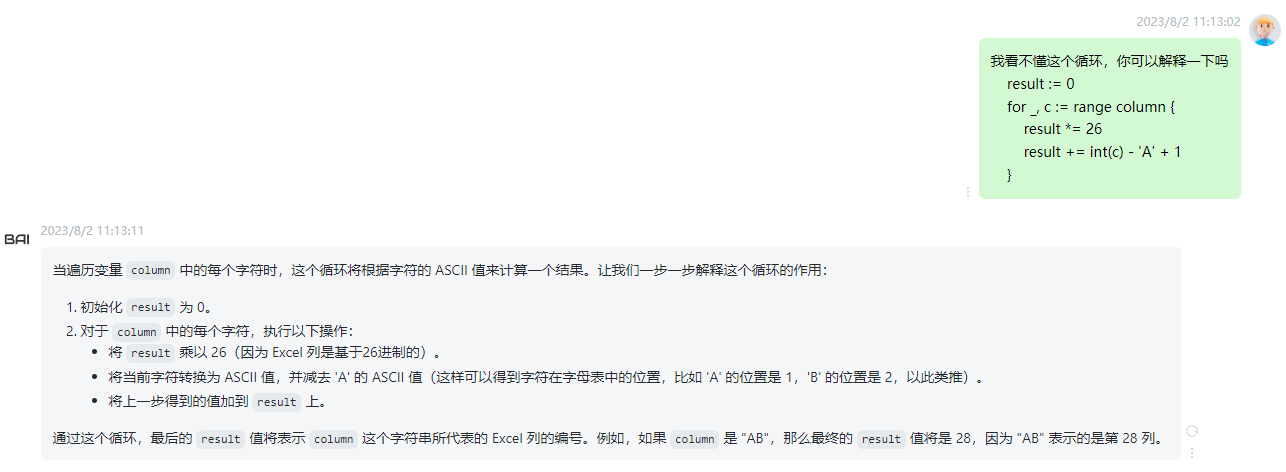 2023/8/2 11:13:02
我看不懂这个循环，你可以解释一下吗
result := 0
for _, c := range column {
result *= 26
result += int(c) - 'A' + 1
}
BAI
2023/8/2 11:13:11
当遍历变量 column 中的每个字符时，这个循环将根据字符的 ASCII 值来计算一个结果。让我们一步一步解释这个循环的作用：
1. 初始化 result 为 0。
2. 对于 column 中的每个字符，执行以下操作：
• 将 result 乘以 26（因为 Excel 列是基于26进制的）。
• 将当前字符转换为 ASCII 值，并减去 'A' 的 ASCII 值（这样可以得到字符在字母表中的位置，比如 'A' 的位置是 1，'B' 的位置是 2，以此类推）。
• 将上一步得到的值加到 result 上。
通过这个循环，最后的 result 值将表示 column 这个字符串所代表的 Excel 列的编号。例如，如果 column 是 "AB"，那么最终的 result 值将是 28，因为 "AB" 表示的是第 28 列。